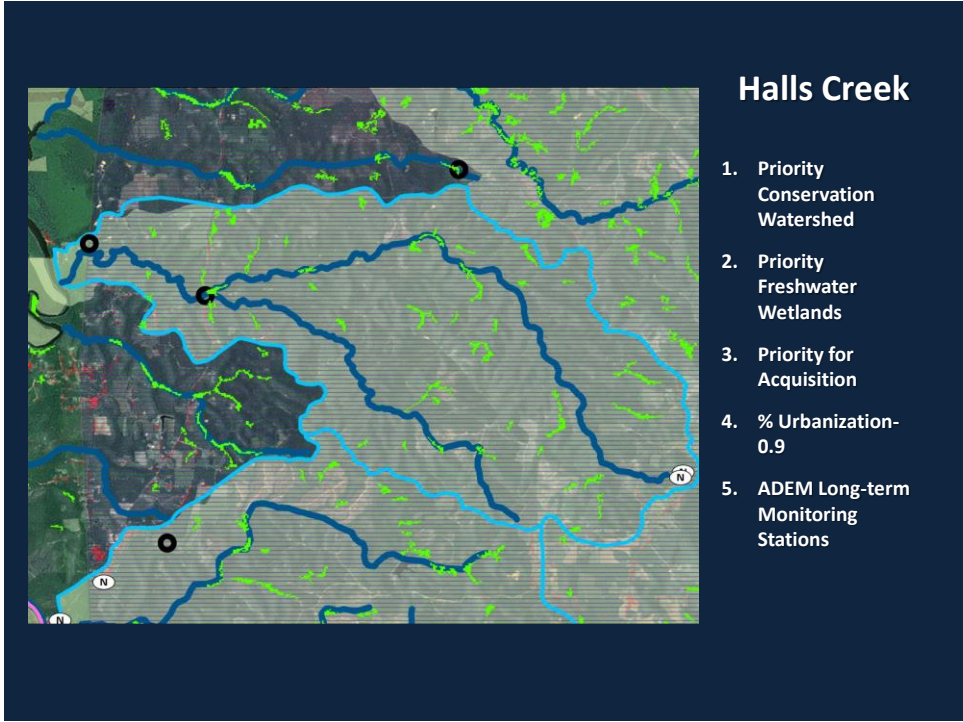 Halls Creek
1. Priority
Conservation
Watershed
2. Priority
Freshwater
Wetlands
3. Priority for
Acquisition
4. % Urbanization-
0.9
5. ADEM Long-term
Monitoring
Stations
N
N
N
N